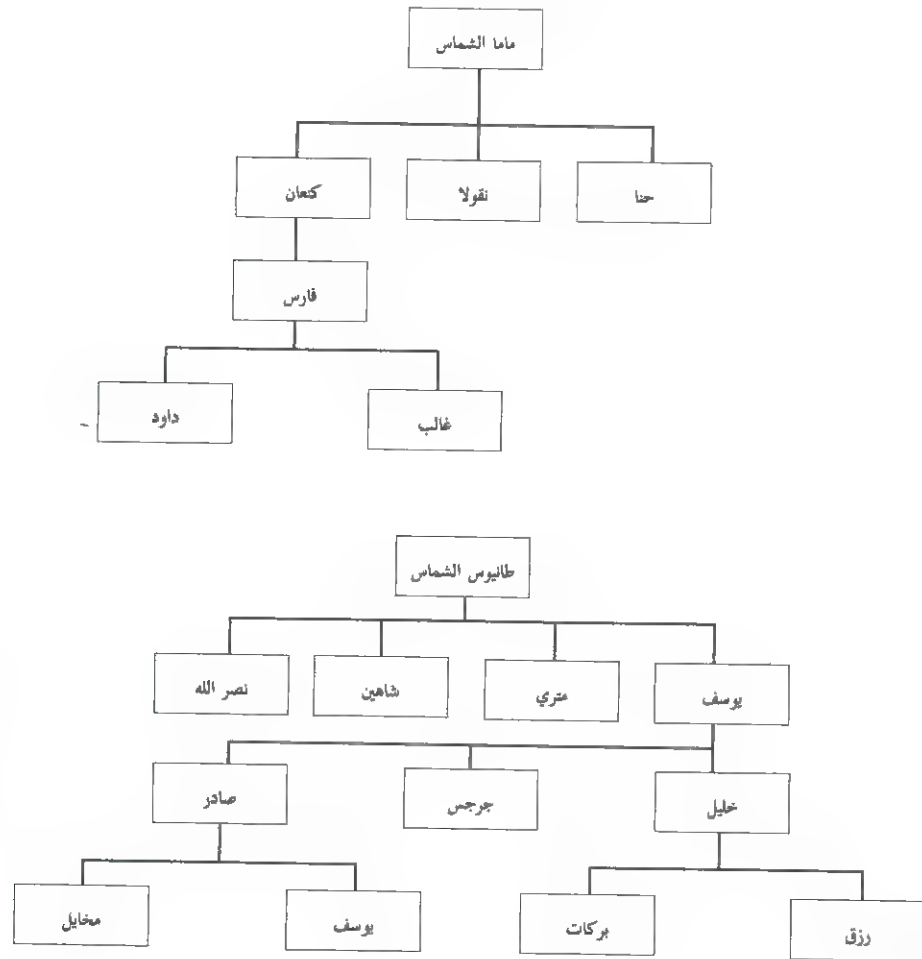 ماما الشماس
حنا
نقولا
كنعان
فارس
غالب
داود
طانيوس الشماس
يوسف
متري
شاهين
نصر الله
خليل
جرجس
صادر
رزق
بركات
يوسف
مخايل